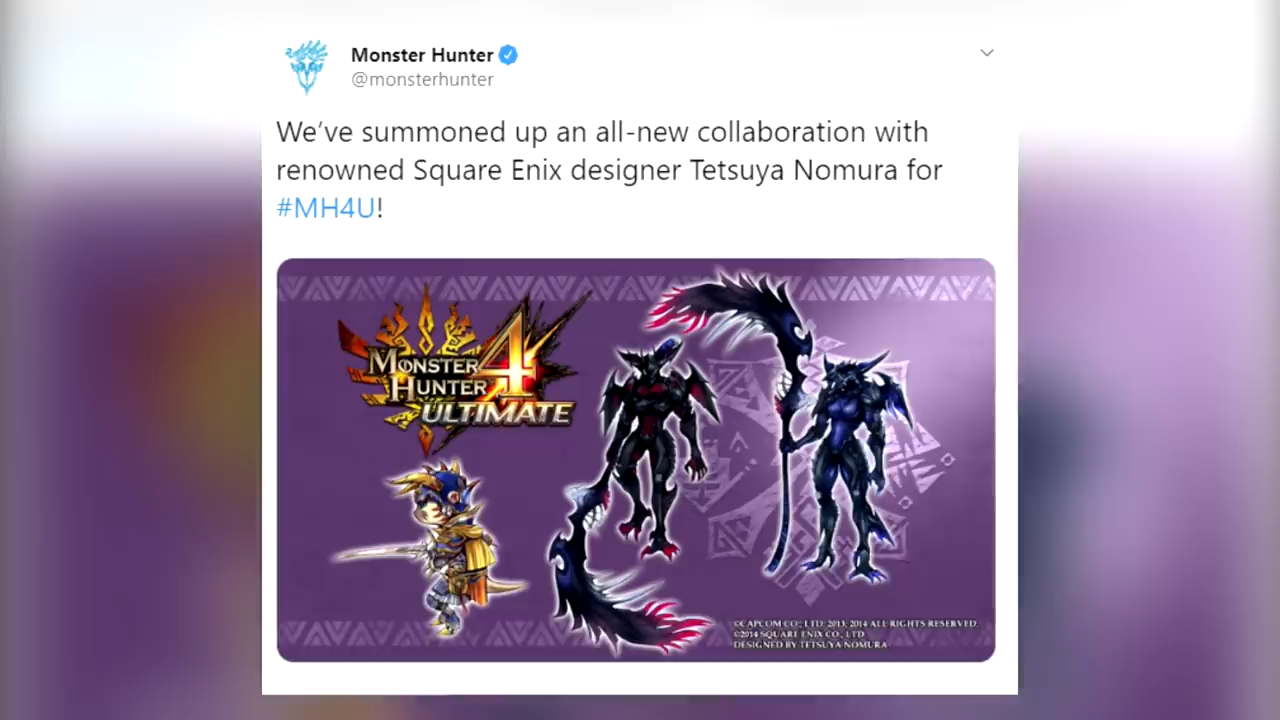 Monster Hunter
@monsterhunter
We’ve summoned up an all-new collaboration with
renowned Square Enix designer Tetsuya Nomura for
#MH4U!
MONSTER
HUNTER 4
ULTIMATE
©CAPCOM CO., LTD. 2013, 2014 ALL RIGHTS RESERVED.
©2014 SQUARE ENIX CO., LTD
DESIGNED BY TETSUYA NOMURA